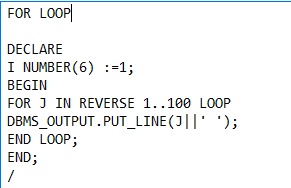 FOR LOOP
DECLARE
I NUMBER(6) :=1;
BEGIN
FOR J IN REVERSE 1..100 LOOP
DBMS_OUTPUT.PUT_LINE(J||' ');
END LOOP;
END;
/